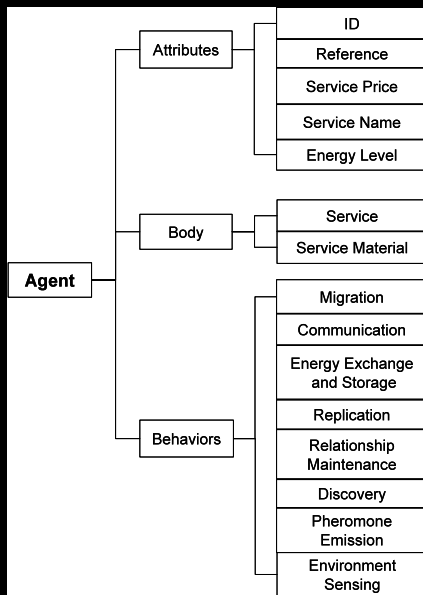 ID
Attributes
Reference
Service Price
Service Name
Energy Level
Body
Service
Service Material
Agent
Migration
Communication
Energy Exchange
and Storage
Replication
Behaviors
Relationship
Maintenance
Discovery
Pheromone
Emission
Environment
Sensing